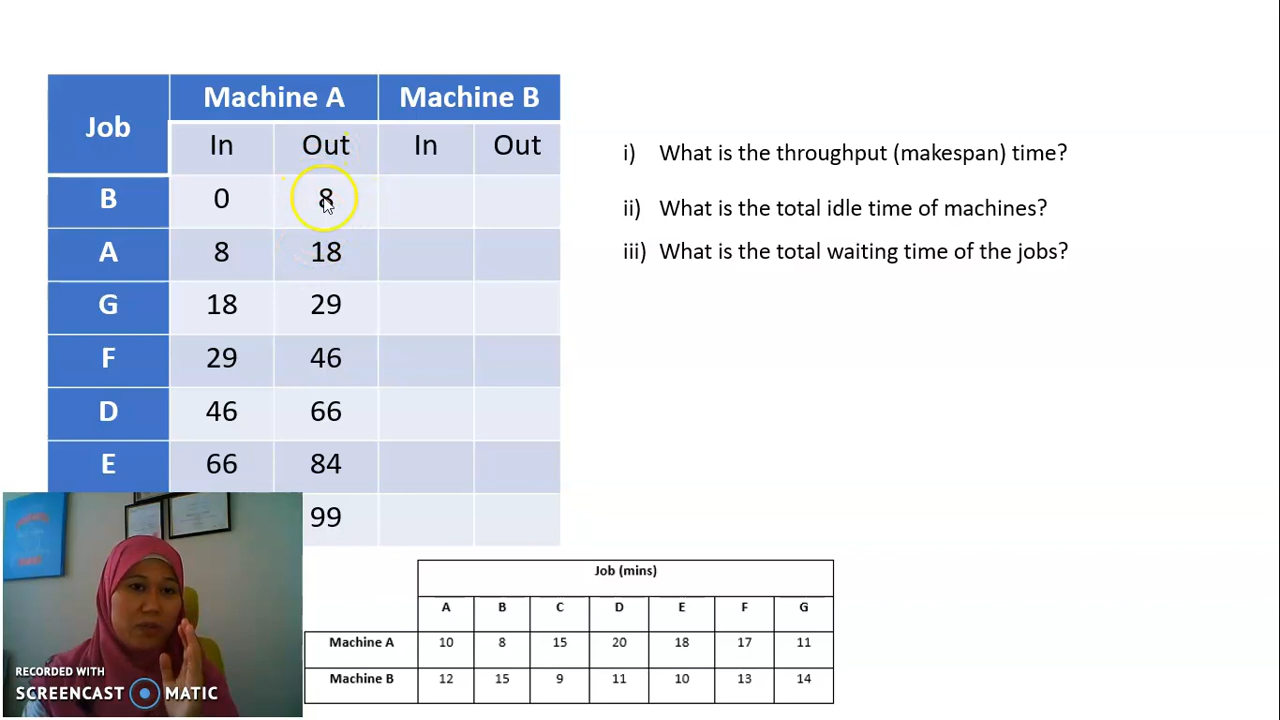 Job Machine A Machine B
In Out In Out
B 0 8
A 8 18
G 18 29
F 29 46
D 46 66
E 66 84
99
i) What is the throughput (makespan) time?
ii) What is the total idle time of machines?
iii) What is the total waiting time of the jobs?
Job (mins)
A B C D E F G
Machine A 10 8 15 20 18 17 11
Machine B 12 15 9 11 10 13 14
RECORDED WITH
SCREENCAST MATIC